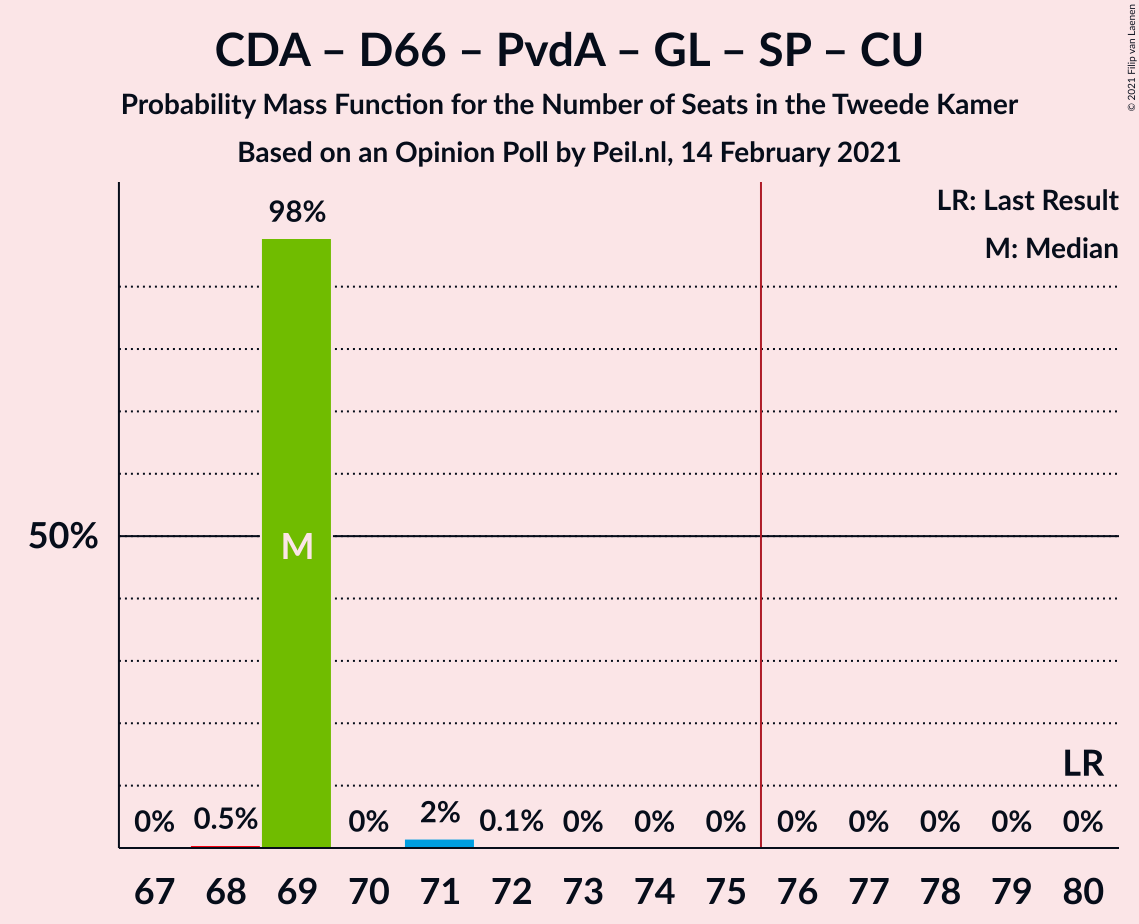 CDA – D66 – PvdA – GL – SP – CU
Probability Mass Function for the Number of Seats in the Tweede Kamer
Based on an Opinion Poll by Peil.nl, 14 February 2021
© 2021 Filip van Laenen
LR: Last Result
M: Median
98%
50%
M
LR
0% 0.5% 0% 2% 0.1% 0% 0% 0% 0% 0% 0% 0% 0%
67 68 69 70 71 72 73 74 75 76 77 78 79 80